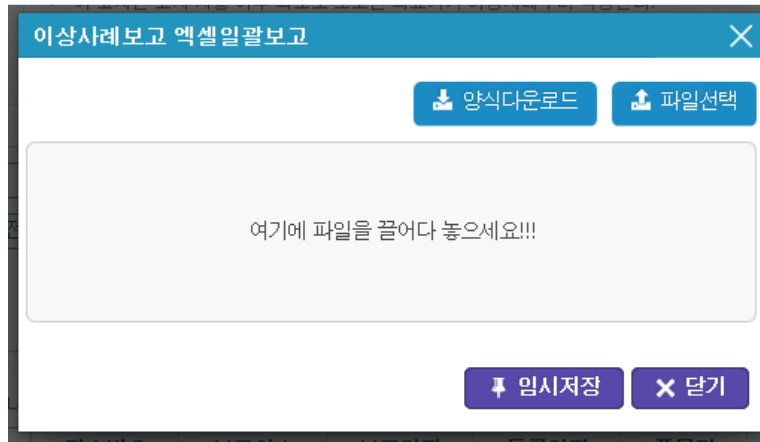 이상사례보고 엑셀일괄보고
양식다운로드
파일선택
여기에 파일을 끌어다 놓으세요!!!
임시저장
닫기